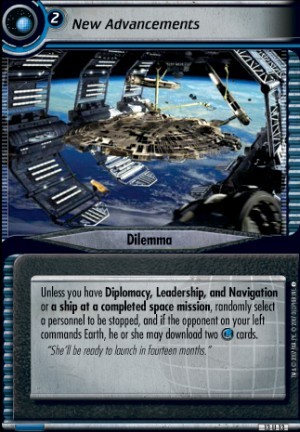 2 New Advancements
Dilemma
Unless you have Diplomacy, Leadership, and Navigation
or a ship at a completed space mission, randomly select
a personnel to be stopped, and if the opponent on your left
commands Earth, he or she may download two cards.
"She'll be ready to launch in fourteen months."